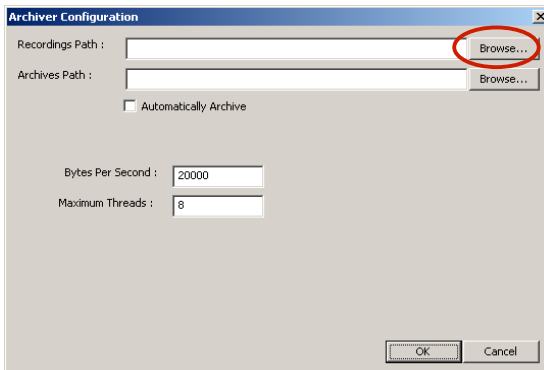 Archiver Configuration
Recordings Path :
Browse...
Archives Path :
Browse...
Automatically Archive
Bytes Per Second :
20000
Maximum Threads :
8
OK
Cancel